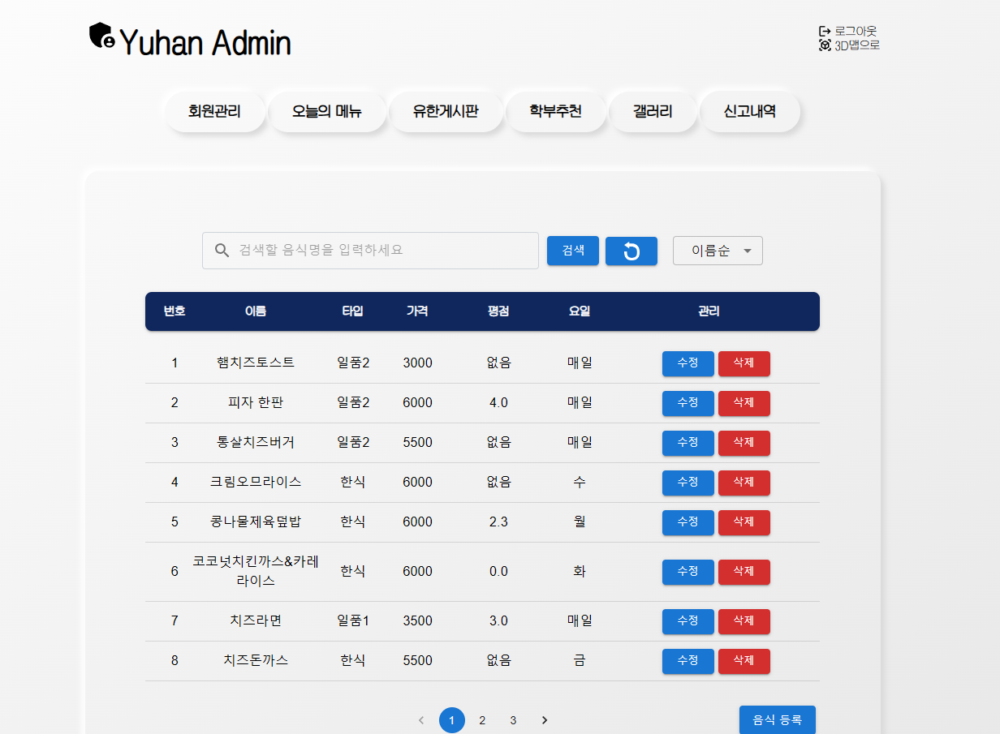 Yuhan Admin
로그아웃
3D맵으로
회원관리 오늘의 메뉴 유한게시판 학부추천 갤러리 신고내역
검색할 음식명을 입력하세요 검색 이름순
번호 이름 타입 가격 평점 요일 관리
1 햄치즈토스트 일품2 3000 없음 매일 수정 삭제
2 피자 한판 일품2 6000 4.0 매일 수정 삭제
3 통살치즈버거 일품2 5500 없음 매일 수정 삭제
4 크림오므라이스 한식 6000 없음 수 수정 삭제
5 콩나물제육덮밥 한식 6000 2.3 월 수정 삭제
6 코코넛치킨까스&카레
라이스 한식 6000 0.0 화 수정 삭제
7 치즈라면 일품1 3500 3.0 매일 수정 삭제
8 치즈돈까스 한식 5500 없음 금 수정 삭제
1 2 3 음식 등록